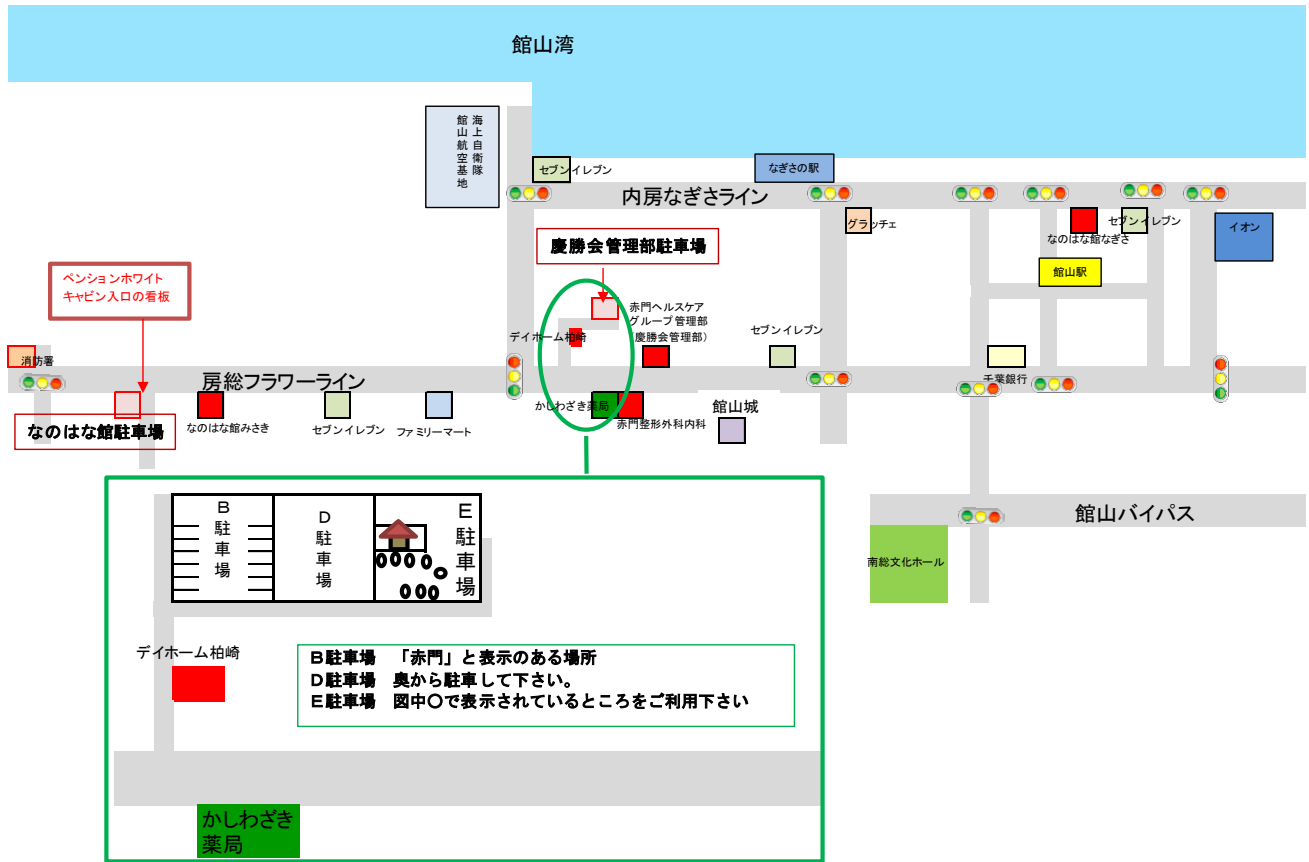 館山湾
海上自衛隊
館山航空基地
セブンイレブン
なぎさの駅
内房なぎさライン
グラッチェ
セブンイレブン
なのはな館なぎさ
イオン
慶勝会管理部駐車場
館山駅
ペンションホワイト
キャビン入口の看板
赤門ヘルスケア
グループ管理部
(慶勝会管理部)
デイホーム柏崎
セブンイレブン
消防署
房総フラワーライン
千葉銀行
かしわざき薬局
館山城
なのはな館駐車場
なのはな館みさき
セブンイレブン
ファミリーマート
赤門整形外科内科
B駐車場
D駐車場
E駐車場
館山バイパス
南総文化ホール
デイホーム柏崎
B駐車場 「赤門」と表示のある場所
D駐車場 奥から駐車して下さい。
E駐車場 図中〇で表示されているところをご利用下さい
かしわざき
薬局